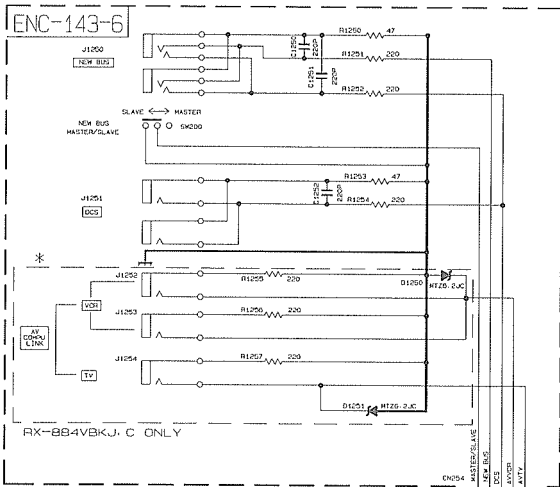 ENC-143-6
R1250 47
J1250
NEW BUS
C1250
220P
R1251 220
C1251
220P
R1252 220
SLAVE MASTER
NEW BUS
MASTER/SLAVE
SW200
R1253 47
J1251
DCS
C1252
220P
R1254 220
*
J1252
R1255 220
D1250
MTZ6.2JC
VCR
J1253
R1256 220
AV
COMPU
LINK
J1254
R1257 220
TV
D1251 MTZ6.2JC
RX-884VBKJ, C ONLY
CN254
MASTER/SLAVE
NEW BUS
DCS
AVVCR
AVTV